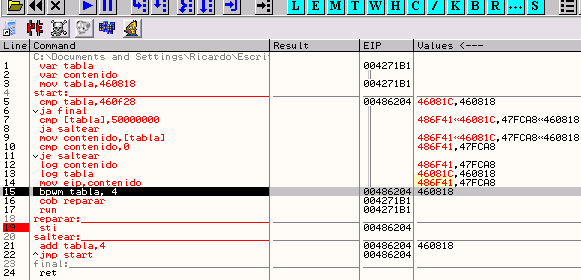 L E M T W H C / K B R ... S
Line Command Result EIP Values <---
C:\Documents and Settings\Ricardo\Escri
1 var tabla 004271B1
2 var contenido
3 mov tabla,460818 004271B1
4 start:
5 cmp tabla,460f28 00486204 46081C,460818
6 ja final
7 cmp [tabla],50000000 486F41<<46081C,47FCA8<<460818
8 ja saltear
9 mov contenido,[tabla] 486F41<<46081C,47FCA8<<460818
10 cmp contenido,0 486F41,47FCA8
11 je saltear
12 log contenido 486F41,47FCA8
13 log tabla 46081C,460818
14 mov eip,contenido 486F41,47FCA8
15 bpwm tabla, 4 00486204 460818
16 cob reparar 004271B1
17 run 004271B1
18 reparar:
19 sti 00486204
20 saltear:
21 add tabla,4 00486204 460818
22 ^jmp start 00486204
23 final:
24 ret